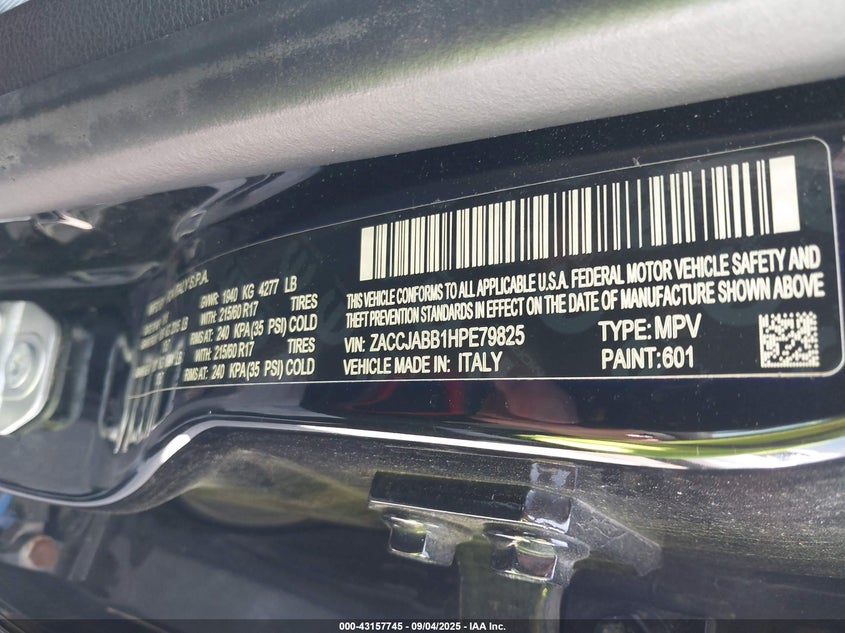 ITALY S.P.A.
GVWR: 1940 KG 4277 LB
WITH: 215/60 R17 TIRES
RIMS AT: 240 KPA(35 PSI) COLD
WITH: 215/60 R17 TIRES
RIMS AT: 240 KPA(35 PSI) COLD
THIS VEHICLE CONFORMS TO ALL APPLICABLE U.S.A. FEDERAL MOTOR VEHICLE SAFETY AND
THEFT PREVENTION STANDARDS IN EFFECT ON THE DATE OF MANUFACTURE SHOWN ABOVE
VIN: ZACCJABB1HPE79825 TYPE: MPV
VEHICLE MADE IN: ITALY PAINT: 601
000-43157745 - 09/04/2025 - IAA Inc.